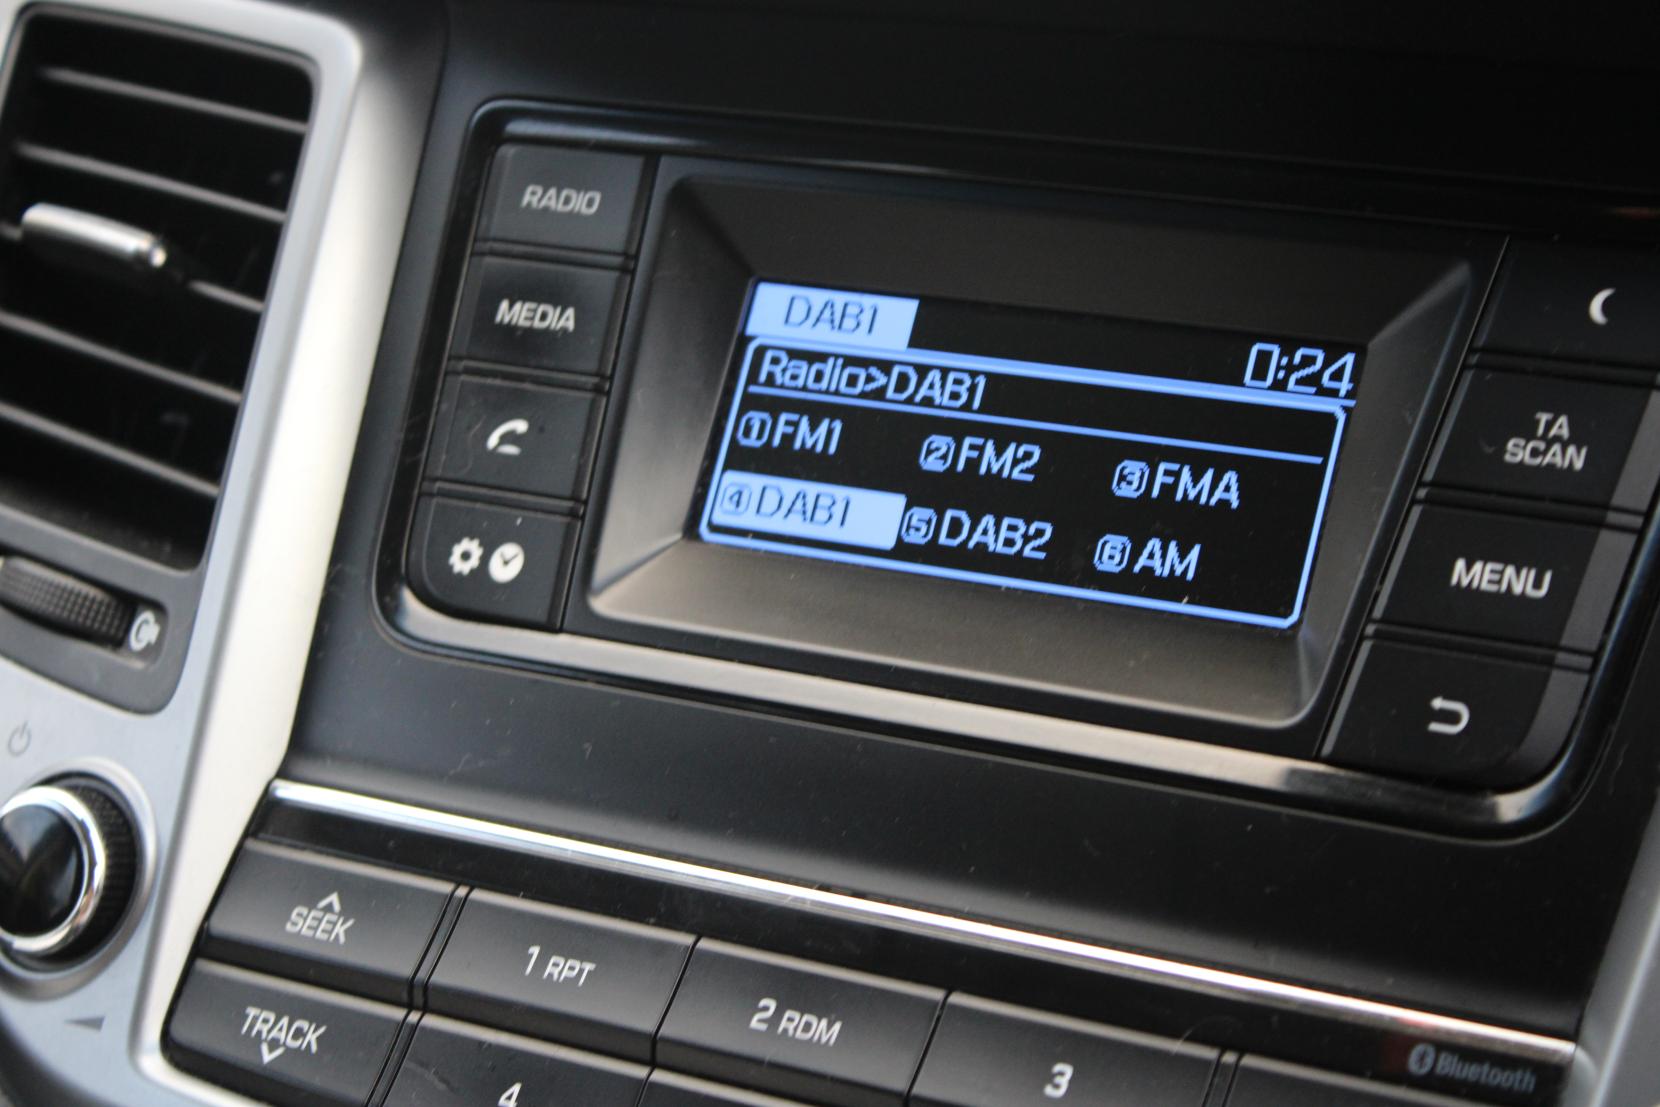 RADIO
MEDIA
DAB1
0:24
Radio>DAB1
①FM1 ②FM2 ③FMA
④DAB1 ⑤DAB2 ⑥AM
TA
SCAN
MENU
SEEK
TRACK
1 RPT
2 RDM
3
4
Bluetooth